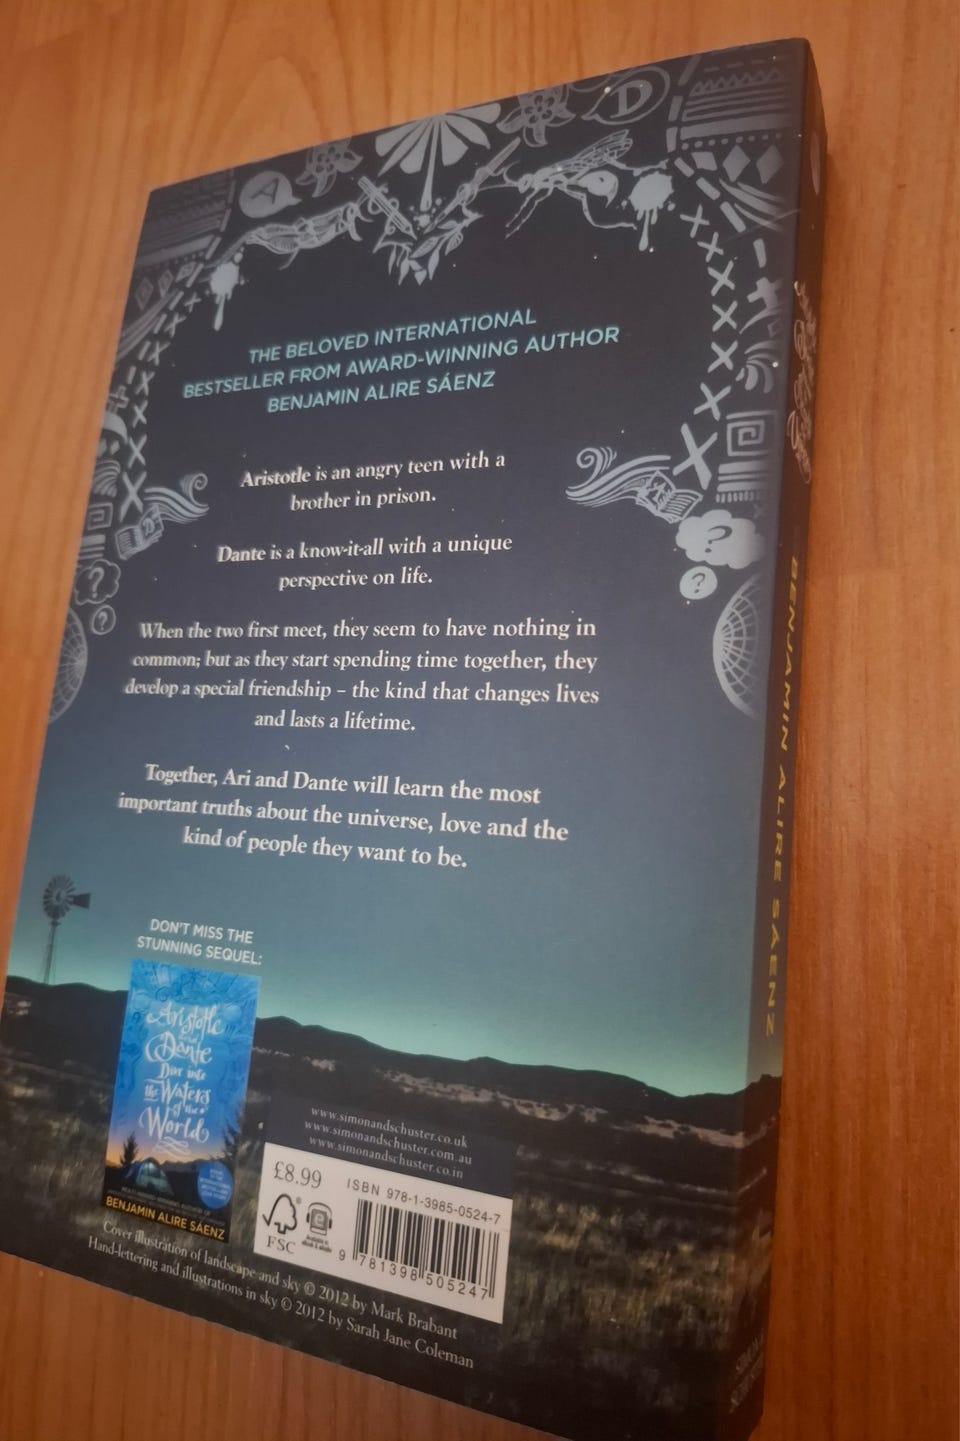 THE BELOVED INTERNATIONAL
BESTSELLER FROM AWARD-WINNING AUTHOR
BENJAMIN ALIRE SÁENZ
Aristotle is an angry teen with a
brother in prison.
Dante is a know-it-all with a unique
perspective on life.
When the two first meet, they seem to have nothing in
common; but as they start spending time together, they
develop a special friendship – the kind that changes lives
and lasts a lifetime.
Together, Ari and Dante will learn the most
important truths about the universe, love and the
kind of people they want to be.
DON'T MISS THE
STUNNING SEQUEL:
Aristotle
and
Dante
Dive into
the Waters
of the
World
BENJAMIN ALIRE SÁENZ
www.simonandschuster.co.uk
www.simonandschuster.com.au
www.simonandschuster.co.in
£8.99
ISBN 978-1-3985-0524-7
FSC
9 781398 505247
Cover illustration of landscape and sky © 2012 by Mark Brabant
Hand-lettering and illustrations in sky © 2012 by Sarah Jane Coleman
BENJAMIN ALIRE SÁENZ
A
D
?
?
?
?